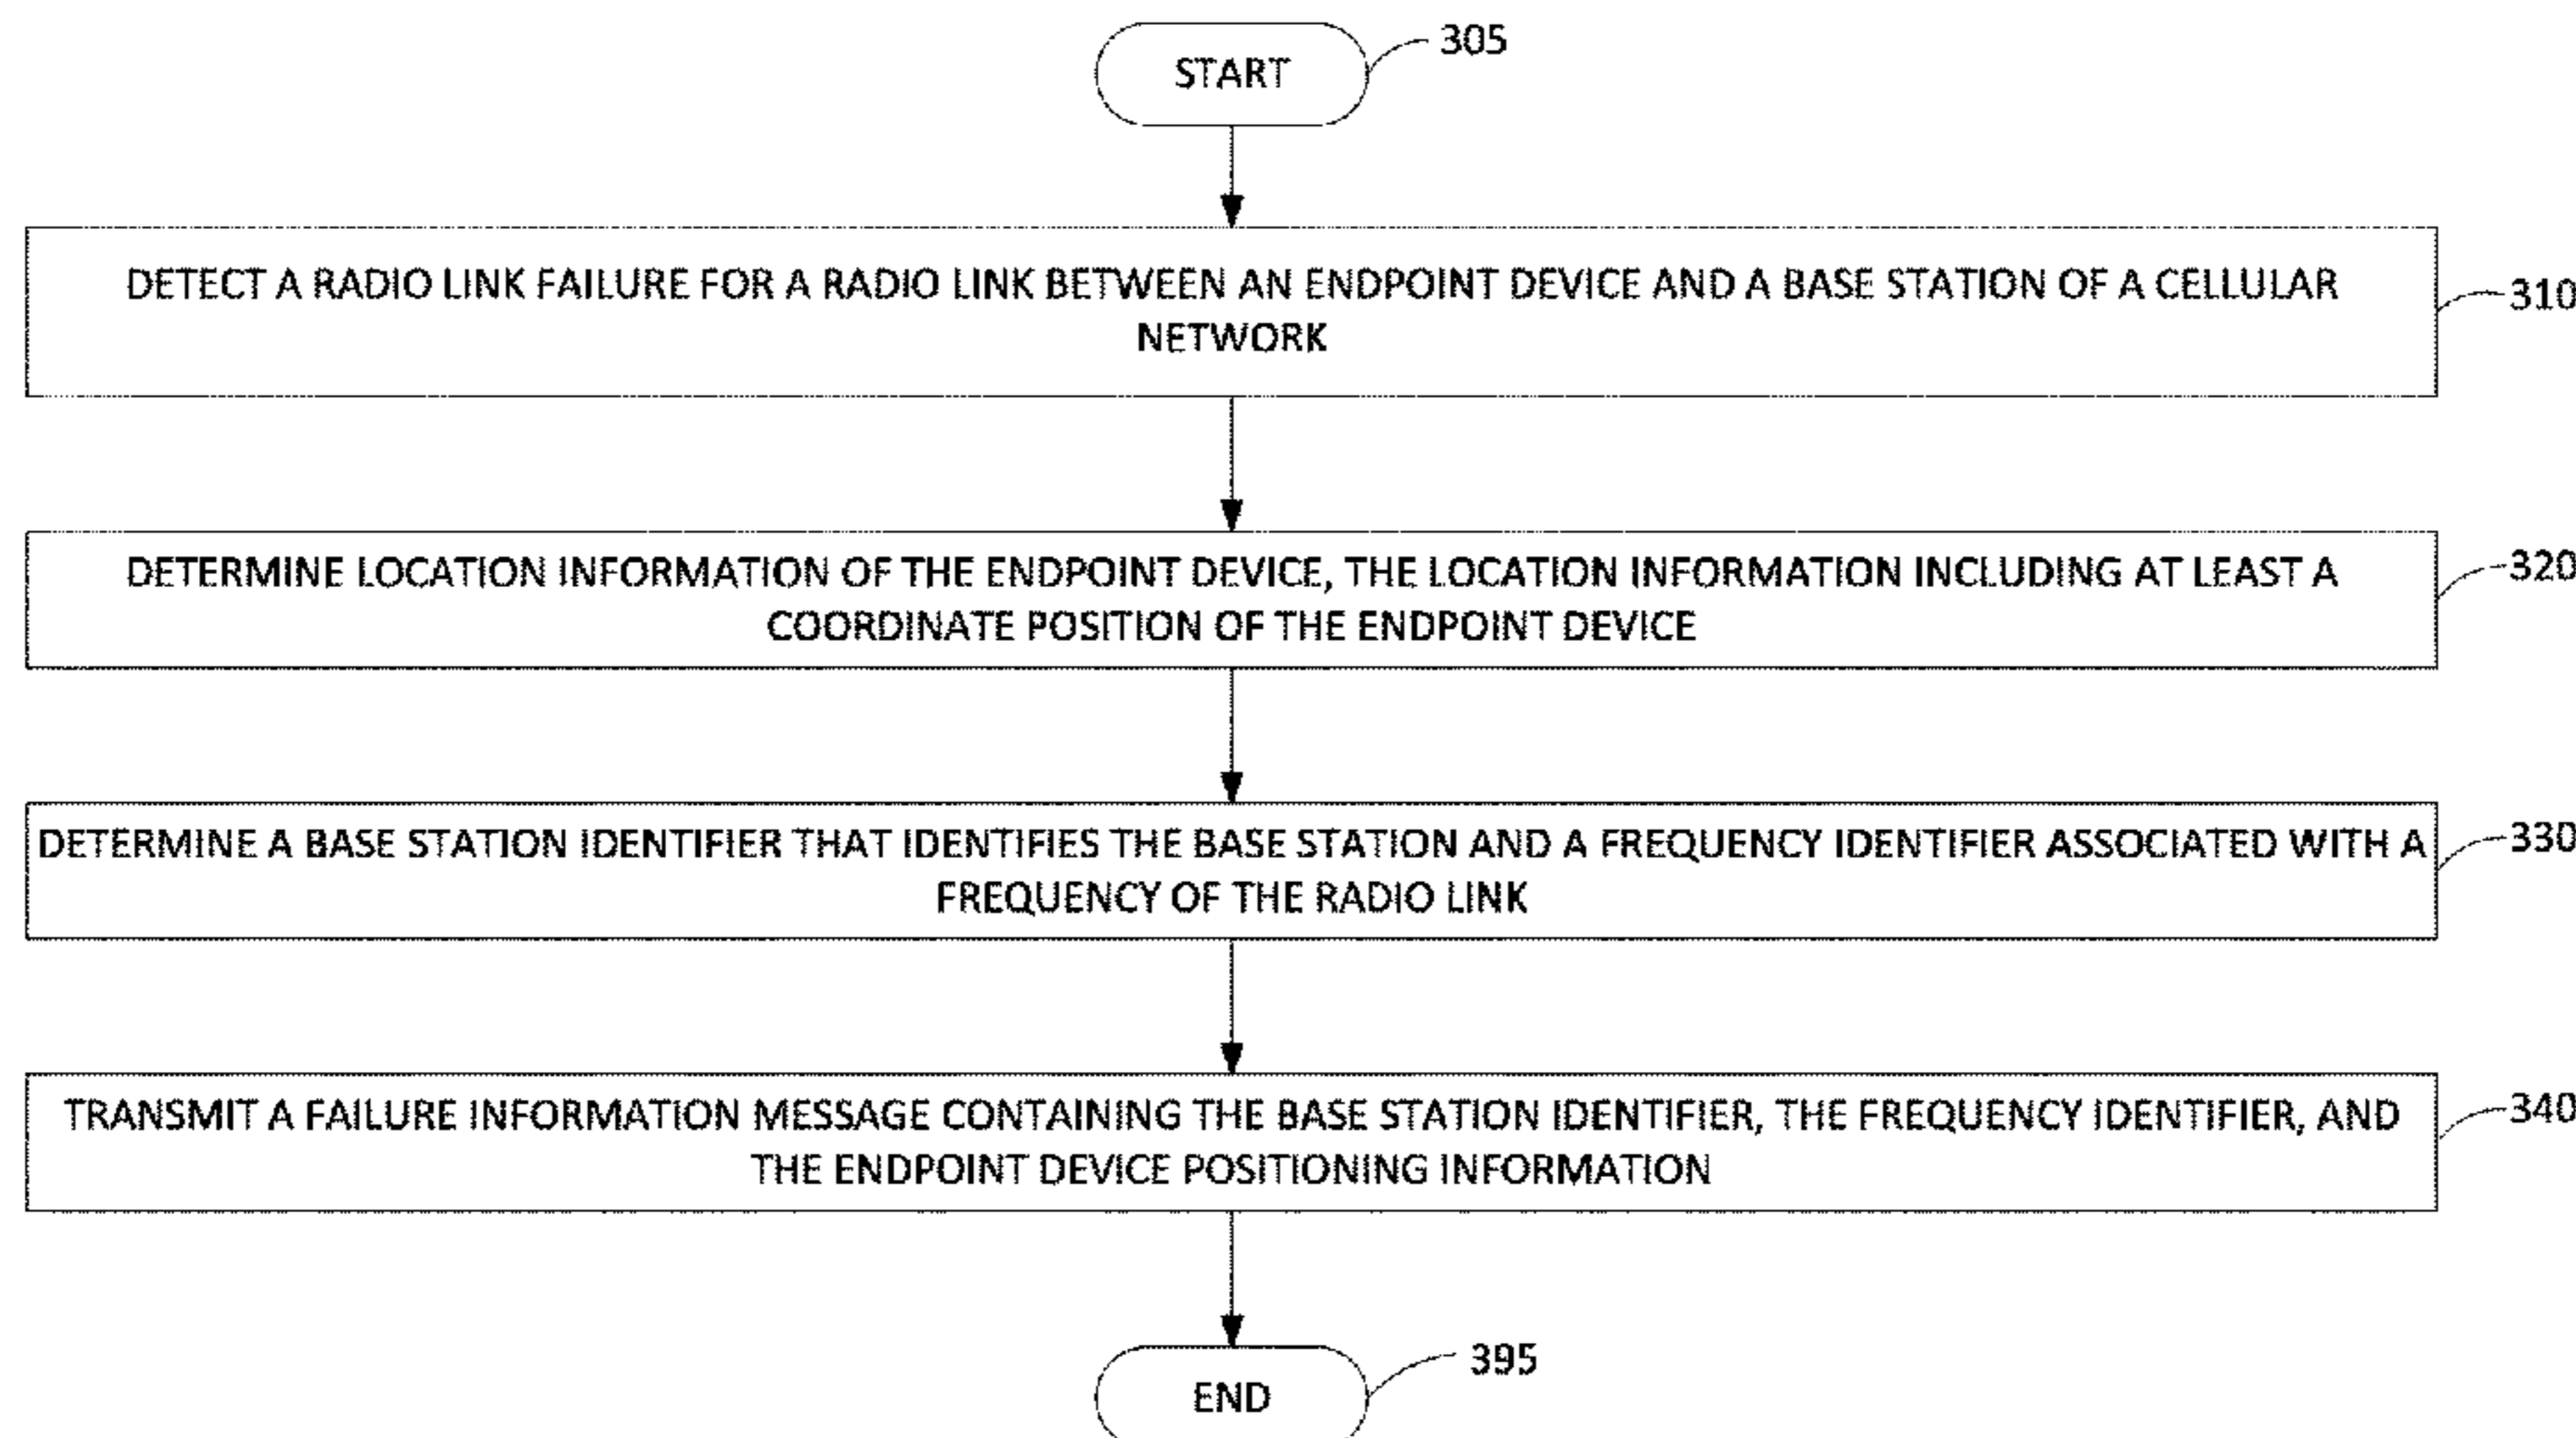 START
305
DETECT A RADIO LINK FAILURE FOR A RADIO LINK BETWEEN AN ENDPOINT DEVICE AND A BASE STATION OF A CELLULAR
NETWORK
310
DETERMINE LOCATION INFORMATION OF THE ENDPOINT DEVICE, THE LOCATION INFORMATION INCLUDING AT LEAST A
COORDINATE POSITION OF THE ENDPOINT DEVICE
320
DETERMINE A BASE STATION IDENTIFIER THAT IDENTIFIES THE BASE STATION AND A FREQUENCY IDENTIFIER ASSOCIATED WITH A
FREQUENCY OF THE RADIO LINK
330
TRANSMIT A FAILURE INFORMATION MESSAGE CONTAINING THE BASE STATION IDENTIFIER, THE FREQUENCY IDENTIFIER, AND
THE ENDPOINT DEVICE POSITIONING INFORMATION
340
END
395